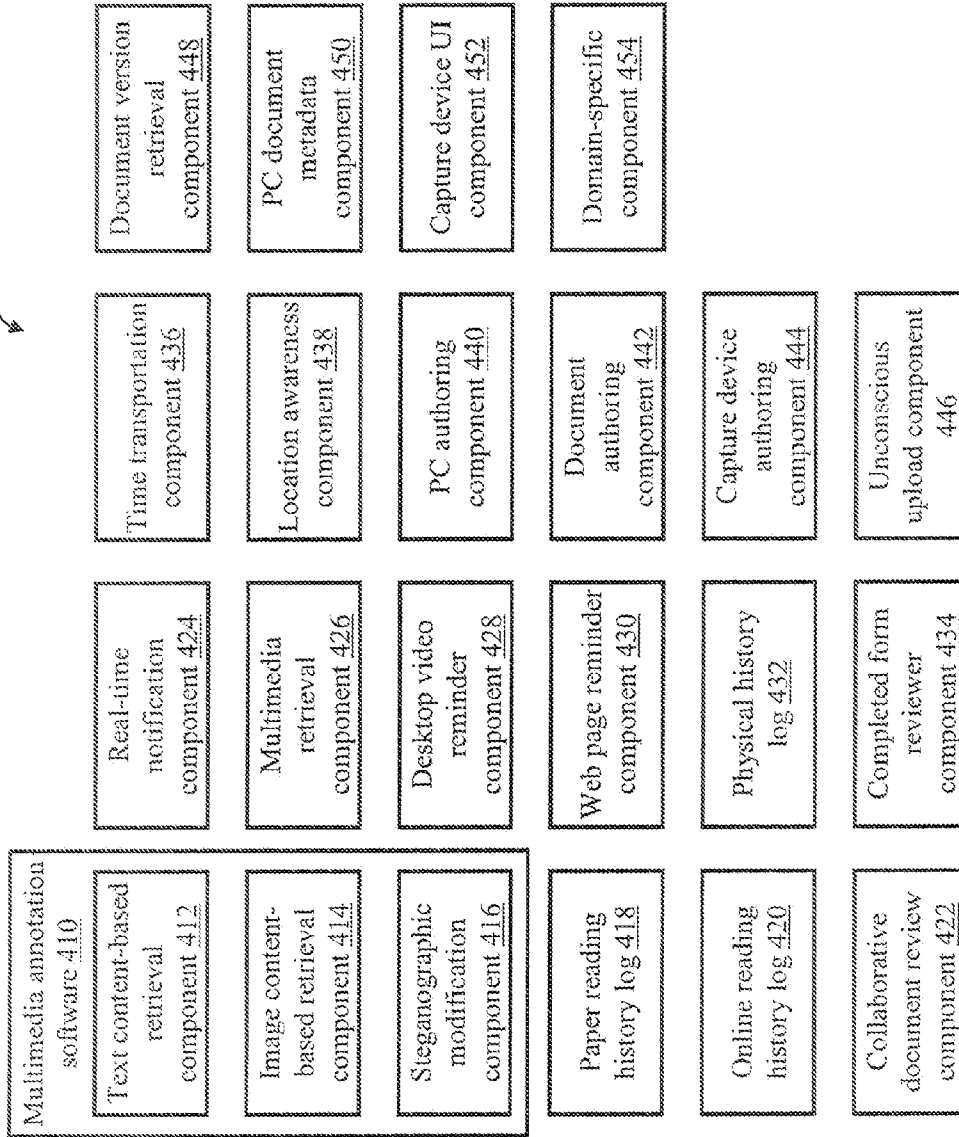 Multimedia annotation
software 410
Text content-based
retrieval
component 412
Image content-
based retrieval
component 414
Steganographic
modification
component 416
Paper reading
history log 418
Online reading
history log 420
Collaborative
document review
component 422
Real-time
notification
component 424
Multimedia
retrieval
component 426
Desktop video
reminder
component 428
Web page reminder
component 430
Physical history
log 432
Completed form
reviewer
component 434
Time transportation
component 436
Location awareness
component 438
PC authoring
component 440
Document
authoring
component 442
Capture device
authoring
component 444
Unconscious
upload component
446
Document version
retrieval
component 448
PC document
metadata
component 450
Capture device UI
component 452
Domain-specific
component 454